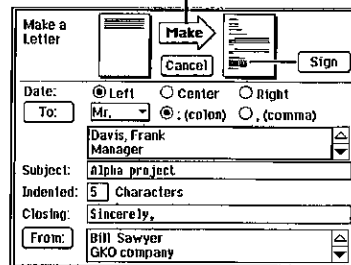 Make a
Letter
Make
Cancel
Sign
Date: Left Center Right
To: Mr. : (colon) , (comma)
Davis, Frank
Manager
Subject: Alpha project
Indented: 5 Characters
Closing: Sincerely,
From: Bill Sawyer
GKO company